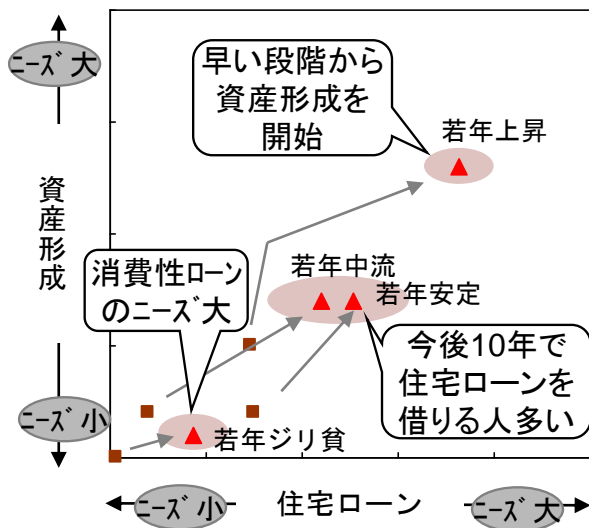 ﾆｰｽﾞ大
早い段階から
資産形成を
開始
若年上昇
資産形成
消費性ﾛｰﾝ
のﾆｰｽﾞ大
若年中流
若年安定
今後10年で
住宅ローンを
借りる人多い
ﾆｰｽﾞ小
若年ジリ貧
ﾆｰｽﾞ小
住宅ローン
ﾆｰｽﾞ大